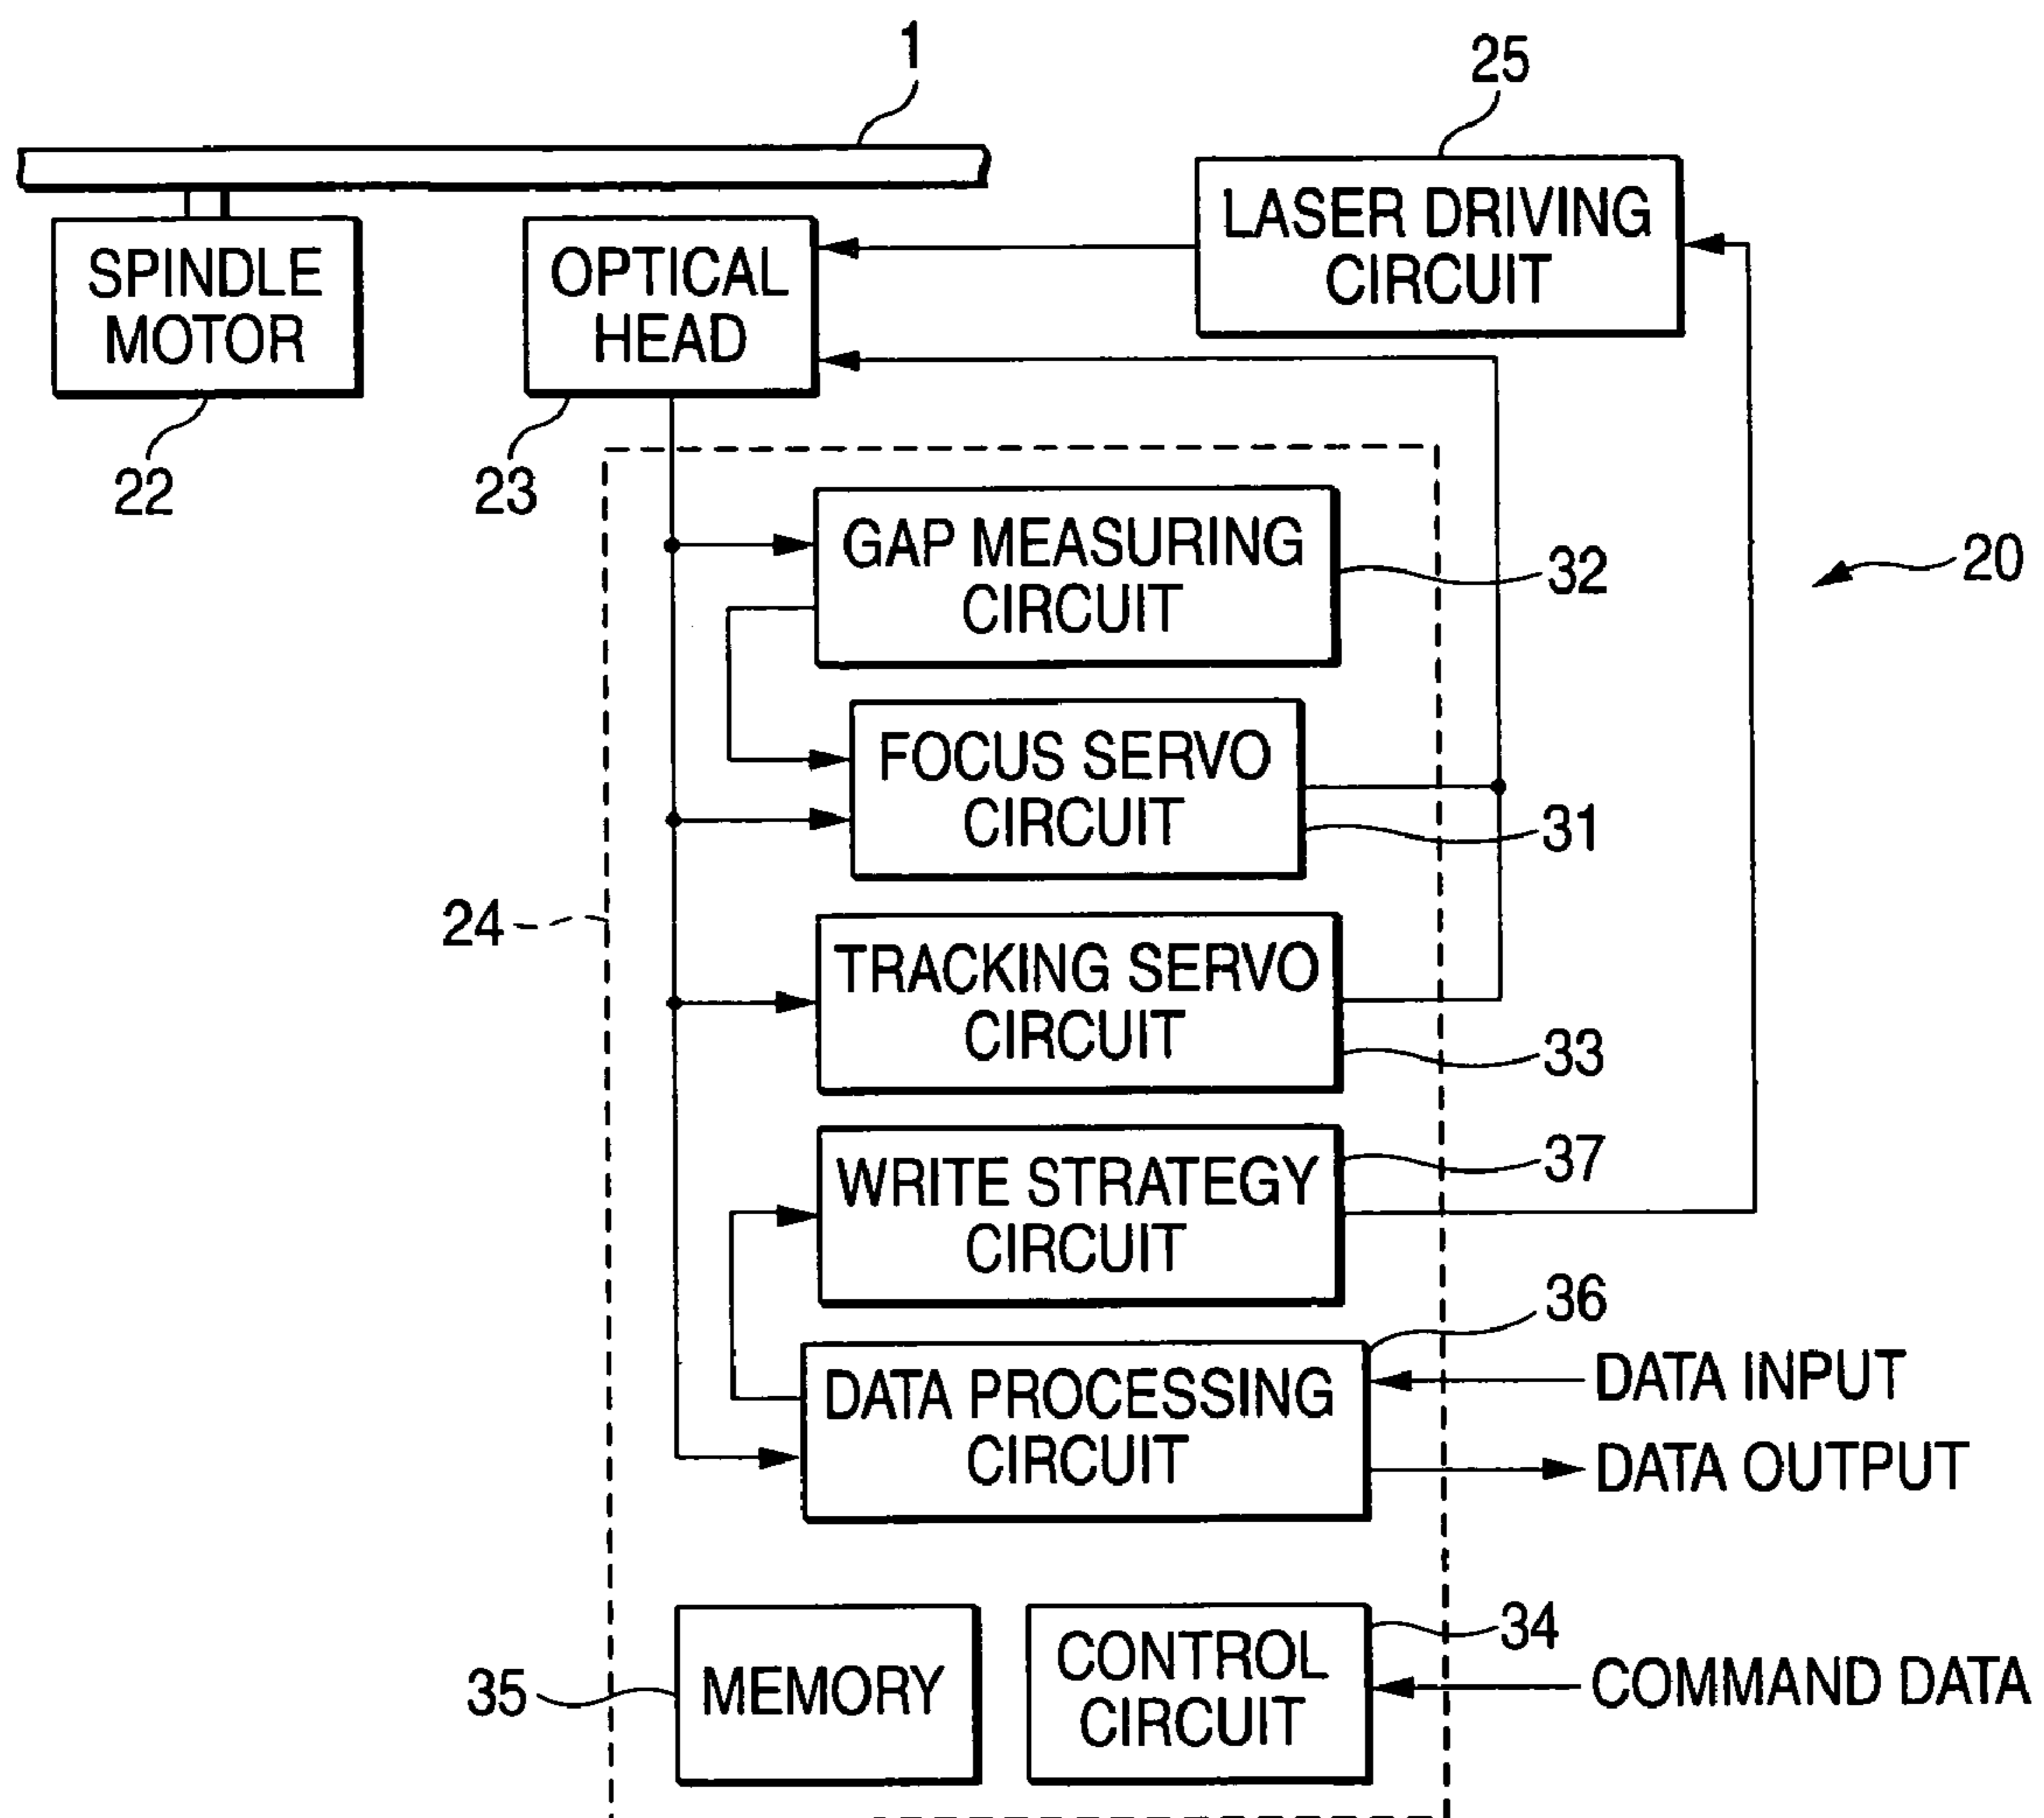 1
25
LASER DRIVING
CIRCUIT
SPINDLE
MOTOR
OPTICAL
HEAD
22
23
GAP MEASURING
CIRCUIT
32
20
FOCUS SERVO
CIRCUIT
31
24
TRACKING SERVO
CIRCUIT
33
WRITE STRATEGY
CIRCUIT
37
36
DATA PROCESSING
CIRCUIT
DATA INPUT
DATA OUTPUT
35
MEMORY
CONTROL
CIRCUIT
34
COMMAND DATA